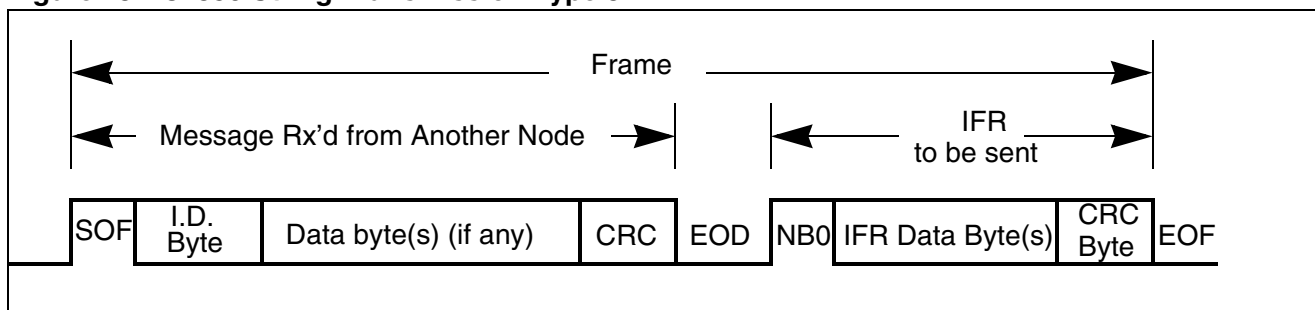 Frame
Message Rx'd from Another Node
IFR
to be sent
SOF
I.D.
Byte
Data byte(s) (if any)
CRC
EOD
NB0
IFR Data Byte(s)
CRC
Byte
EOF